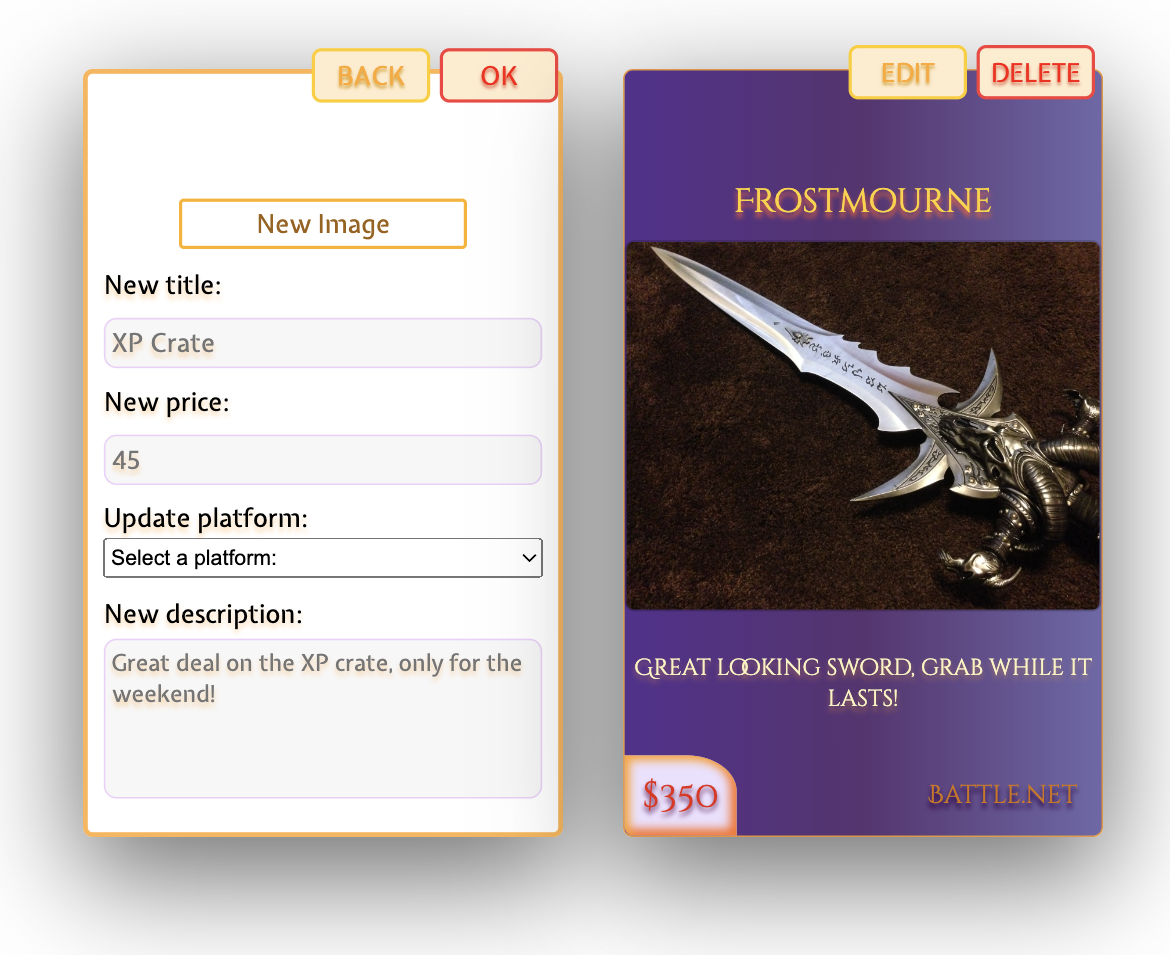 BACK
OK
New Image
New title:
XP Crate
New price:
45
Update platform:
Select a platform:
New description:
Great deal on the XP crate, only for the
weekend!
EDIT
DELETE
Frostmourne
Great looking sword, grab while it
lasts!
$350
Battle.net